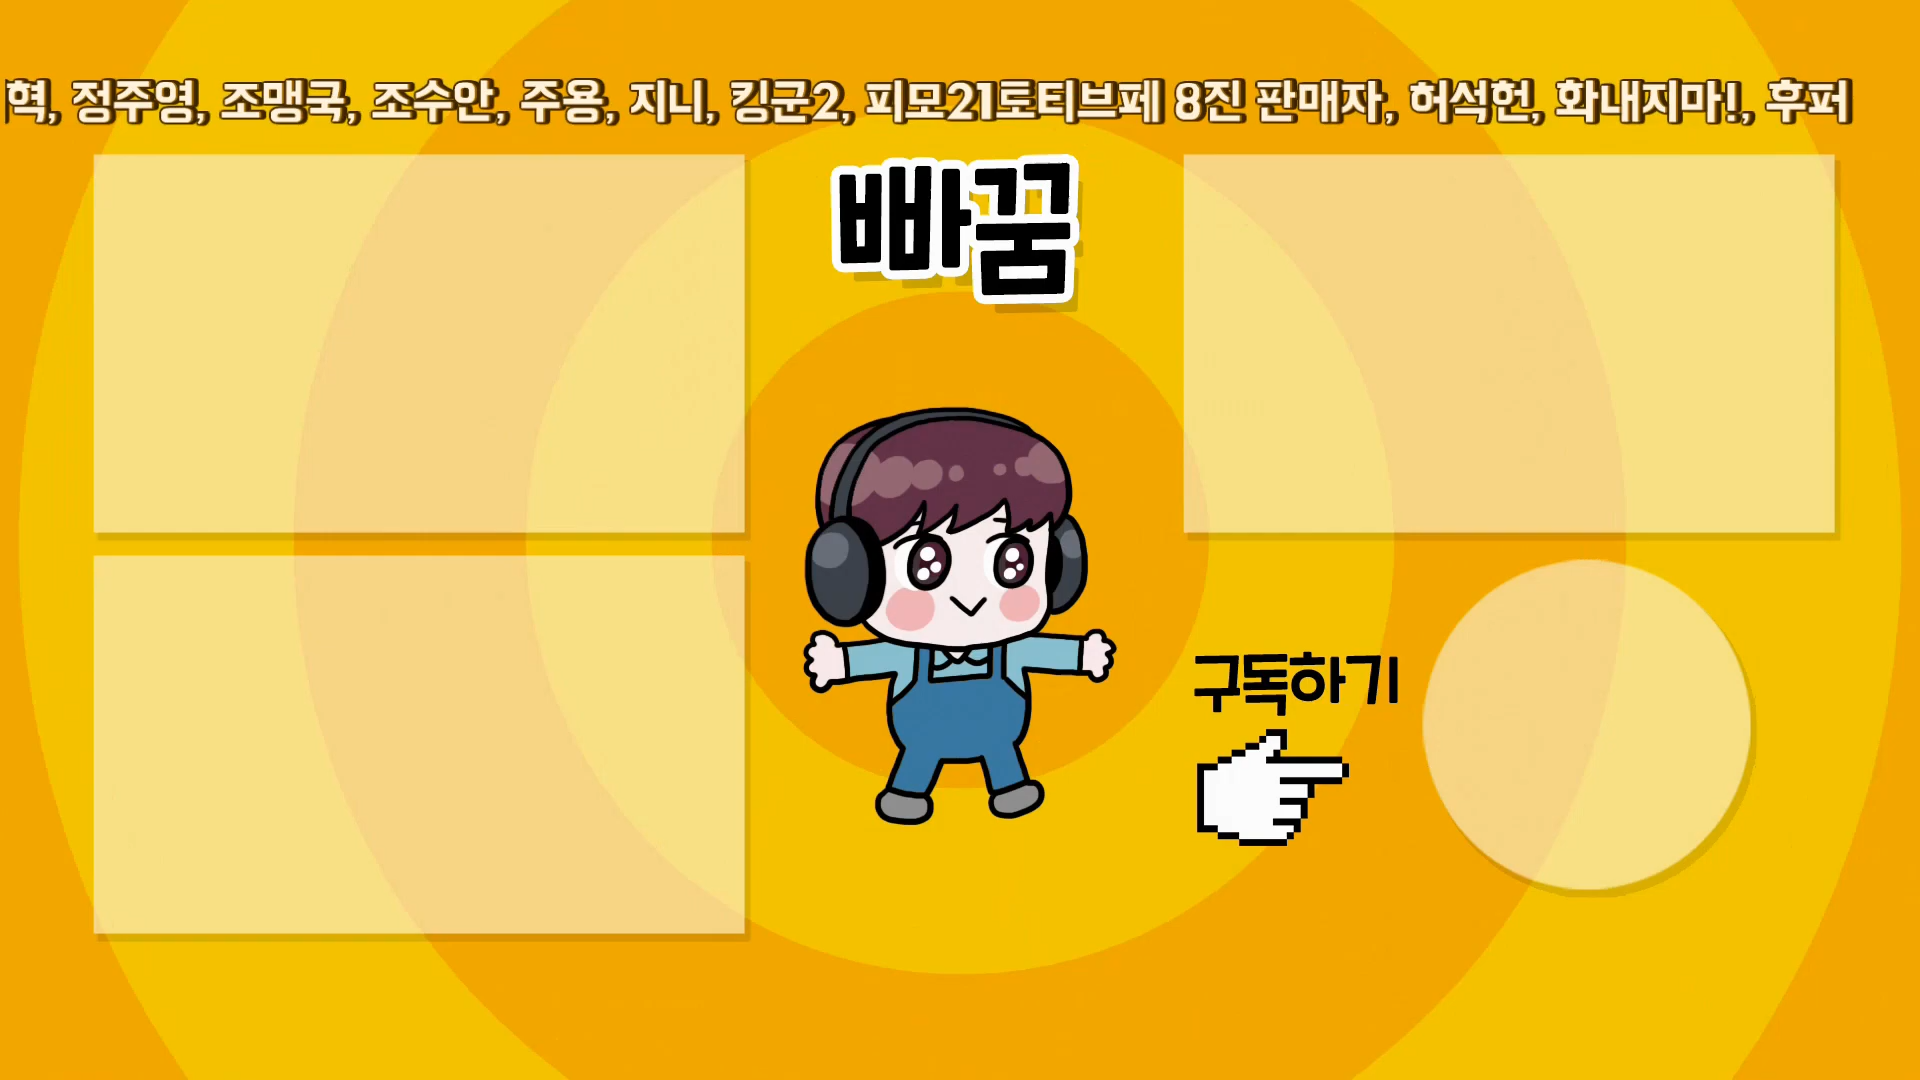 혁, 정주영, 조맹국, 조수안, 주용, 지니, 킹군2, 피모21토티브페 8진 판매자, 허석헌, 화내지마!, 후퍼
빠꿈
구독하기